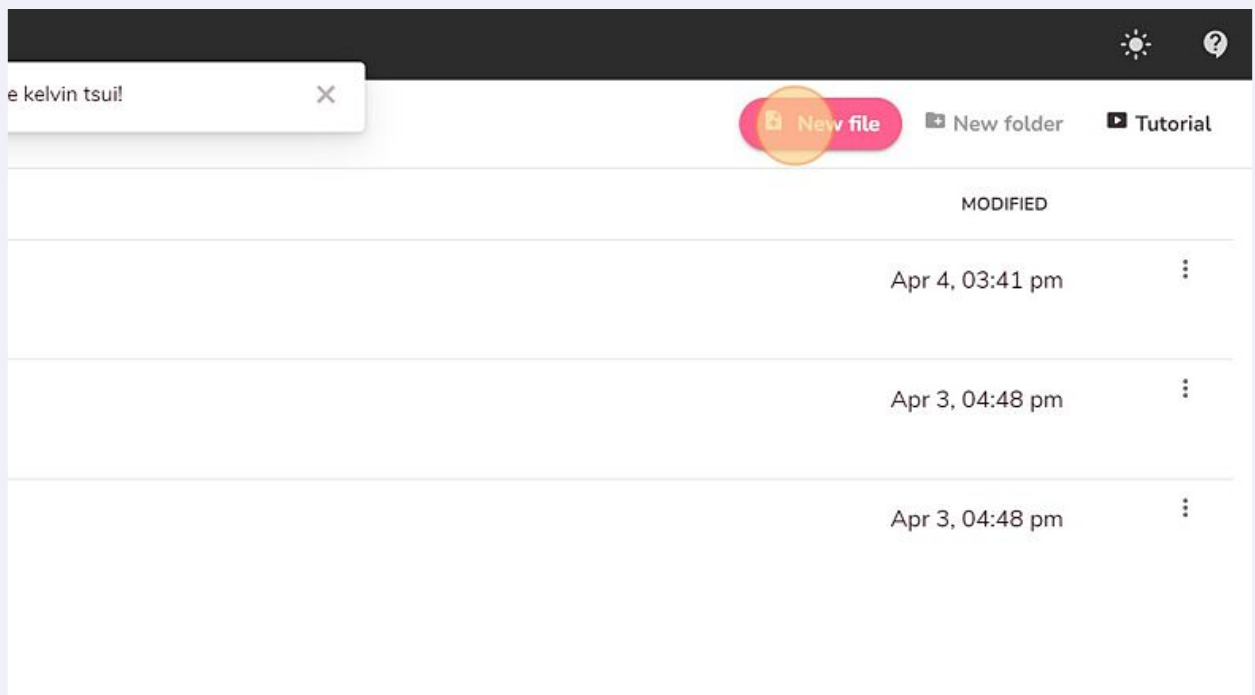 e kelvin tsui!
New file
New folder
Tutorial
MODIFIED
Apr 4, 03:41 pm
Apr 3, 04:48 pm
Apr 3, 04:48 pm